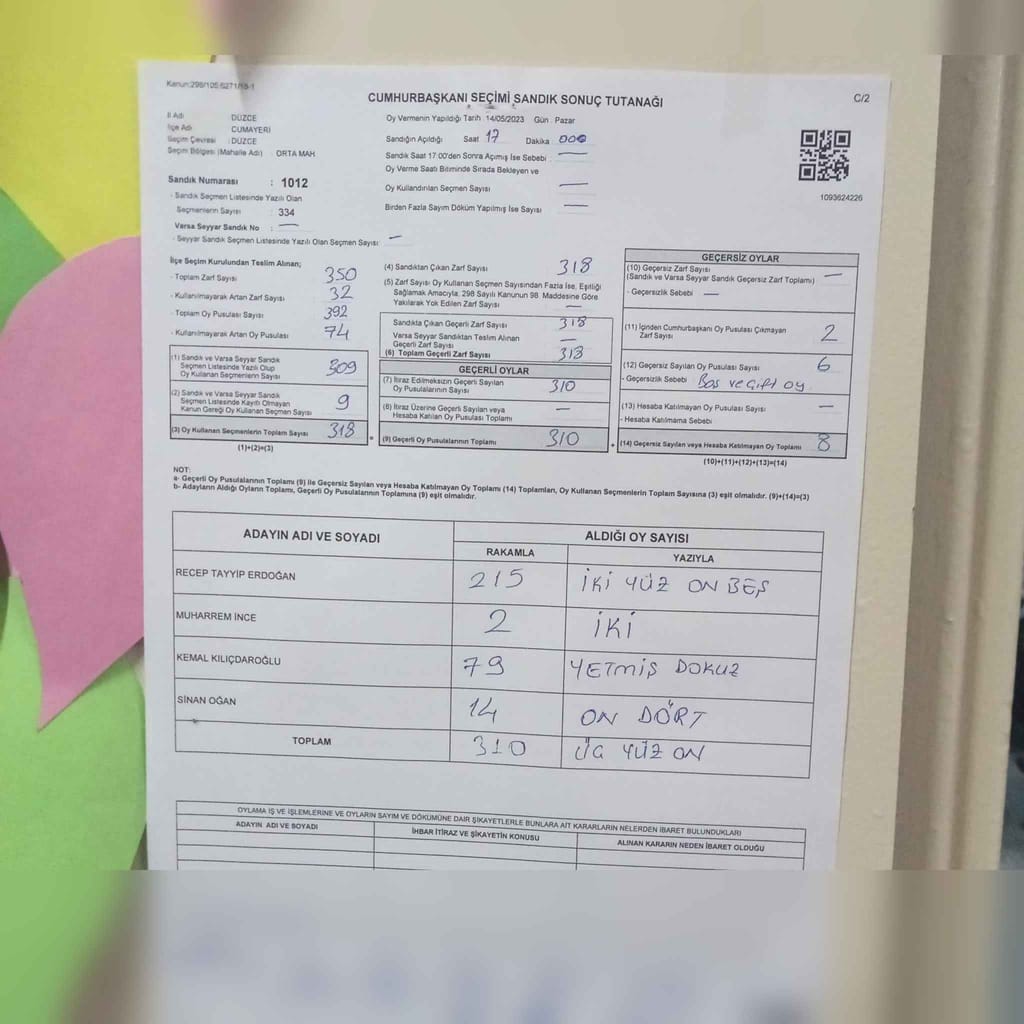 Kanun:298/105;6271/18-1
CUMHURBAŞKANI SEÇİMİ SANDIK SONUÇ TUTANAĞI
C/2
İl Adı DÜZCE
İlçe Adı CUMAYERİ
Seçim Çevresi : DÜZCE
Seçim Bölgesi (Mahalle Adı) : ORTA MAH
Oy Vermenin Yapıldığı Tarih 14/05/2023 Gün Pazar
Sandığın Açıldığı Saat 17 Dakika 000
Sandık Saat 17:00'den Sonra Açımış İse Sebebi —
Oy Verme Saati Bitiminde Sırada Bekleyen ve
Oy Kullandırılan Seçmen Sayısı —
Birden Fazla Sayım Döküm Yapılmış İse Sayısı —
1093624226
Sandık Numarası : 1012
- Sandık Seçmen Listesinde Yazılı Olan
Seçmenlerin Sayısı : 334
Varsa Seyyar Sandık No : —
- Seyyar Sandık Seçmen Listesinde Yazılı Olan Seçmen Sayısı —
İlçe Seçim Kurulundan Teslim Alınan;
- Toplam Zarf Sayısı 350
- Kullanılmayarak Artan Zarf Sayısı 32
- Toplam Oy Pusulası Sayısı 392
- Kullanılmayarak Artan Oy Pusulası 74
(1) Sandık ve Varsa Seyyar Sandık
Seçmen Listesinde Yazılı Olup
Oy Kullanan Seçmenlerin Sayısı 309
(2) Sandık ve Varsa Seyyar Sandık
Seçmen Listesinde Kayıtlı Olmayan
Kanun Gereği Oy Kullanan Seçmen Sayısı 9
(3) Oy Kullanan Seçmenlerin Toplam Sayısı 318
(1)+(2)=(3)
(4) Sandıktan Çıkan Zarf Sayısı 318
(5) Zarf Sayısı Oy Kullanan Seçmen Sayısından Fazla İse, Eşitliği
Sağlamak Amacıyla, 298 Sayılı Kanunun 98. Maddesine Göre
Yakılarak Yok Edilen Zarf Sayısı —
Sandıkta Çıkan Geçerli Zarf Sayısı 318
Varsa Seyyar Sandıktan Teslim Alınan
Geçerli Zarf Sayısı —
(6) Toplam Geçerli Zarf Sayısı 318
GEÇERLİ OYLAR
(7) İtiraz Edilmeksizin Geçerli Sayılan
Oy Pusulalarının Sayısı 310
(8) İtiraz Üzerine Geçerli Sayılan veya
Hesaba Katılan Oy Pusulası Toplamı —
(9) Geçerli Oy Pusulalarının Toplamı 310
GEÇERSİZ OYLAR
(10) Geçersiz Zarf Sayısı
(Sandık ve Varsa Seyyar Sandık Geçersiz Zarf Toplamı) —
- Geçersizlik Sebebi —
(11) İçinden Cumhurbaşkanı Oy Pusulası Çıkmayan
Zarf Sayısı 2
(12) Geçersiz Sayılan Oy Pusulası Sayısı 6
- Geçersizlik Sebebi Boş ve çift oy
(13) Hesaba Katılmayan Oy Pusulası Sayısı —
- Hesaba Katılmama Sebebi
(14) Geçersiz Sayılan veya Hesaba Katılmayan Oy Toplamı 8
(10)+(11)+(12)+(13)=(14)
NOT:
a- Geçerli Oy Pusulalarının Toplamı (9) ile Geçersiz Sayılan veya Hesaba Katılmayan Oy Toplamı (14) Toplamları, Oy Kullanan Seçmenlerin Toplam Sayısına (3) eşit olmalıdır. (9)+(14)=(3)
b- Adayların Aldığı Oyların Toplamı, Geçerli Oy Pusulalarının Toplamına (9) eşit olmalıdır.
ADAYIN ADI VE SOYADI ALDIĞI OY SAYISI
RAKAMLA YAZIYLA
RECEP TAYYİP ERDOĞAN 215 İKİ YÜZ ON BEŞ
MUHARREM İNCE 2 İKİ
KEMAL KILIÇDAROĞLU 79 YETMİŞ DOKUZ
SİNAN OĞAN 14 ON DÖRT
TOPLAM 310 ÜÇ YÜZ ON
OYLAMA İŞ VE İŞLEMLERİNE VE OYLARIN SAYIM VE DÖKÜMÜNE DAİR ŞİKAYETLERLE BUNLARA AİT KARARLARIN NELERDEN İBARET BULUNDUKLARI
ADAYIN ADI VE SOYADI İHBAR İTİRAZ VE ŞİKAYETİN KONUSU ALINAN KARARIN NEDEN İBARET OLDUĞU